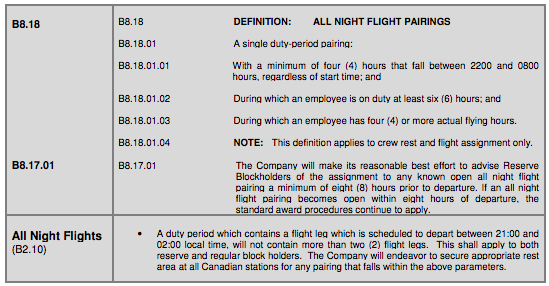 B8.18 B8.18 DEFINITION: ALL NIGHT FLIGHT PAIRINGS
B8.18.01 A single duty-period pairing:
B8.18.01.01 With a minimum of four (4) hours that fall between 2200 and 0800
hours, regardless of start time; and
B8.18.01.02 During which an employee is on duty at least six (6) hours; and
B8.18.01.03 During which an employee has four (4) or more actual flying hours.
B8.18.01.04 NOTE: This definition applies to crew rest and flight assignment only.
B8.17.01 B8.17.01 The Company will make its reasonable best effort to advise Reserve
Blockholders of the assignment to any known open all night flight
pairing a minimum of eight (8) hours prior to departure. If an all night
flight pairing becomes open within eight hours of departure, the
standard award procedures continue to apply.
All Night Flights
(B2.10)
• A duty period which contains a flight leg which is scheduled to depart between 21:00 and
02:00 local time, will not contain more than two (2) flight legs. This shall apply to both
reserve and regular block holders. The Company will endeavor to secure appropriate rest
area at all Canadian stations for any pairing that falls within the above parameters.